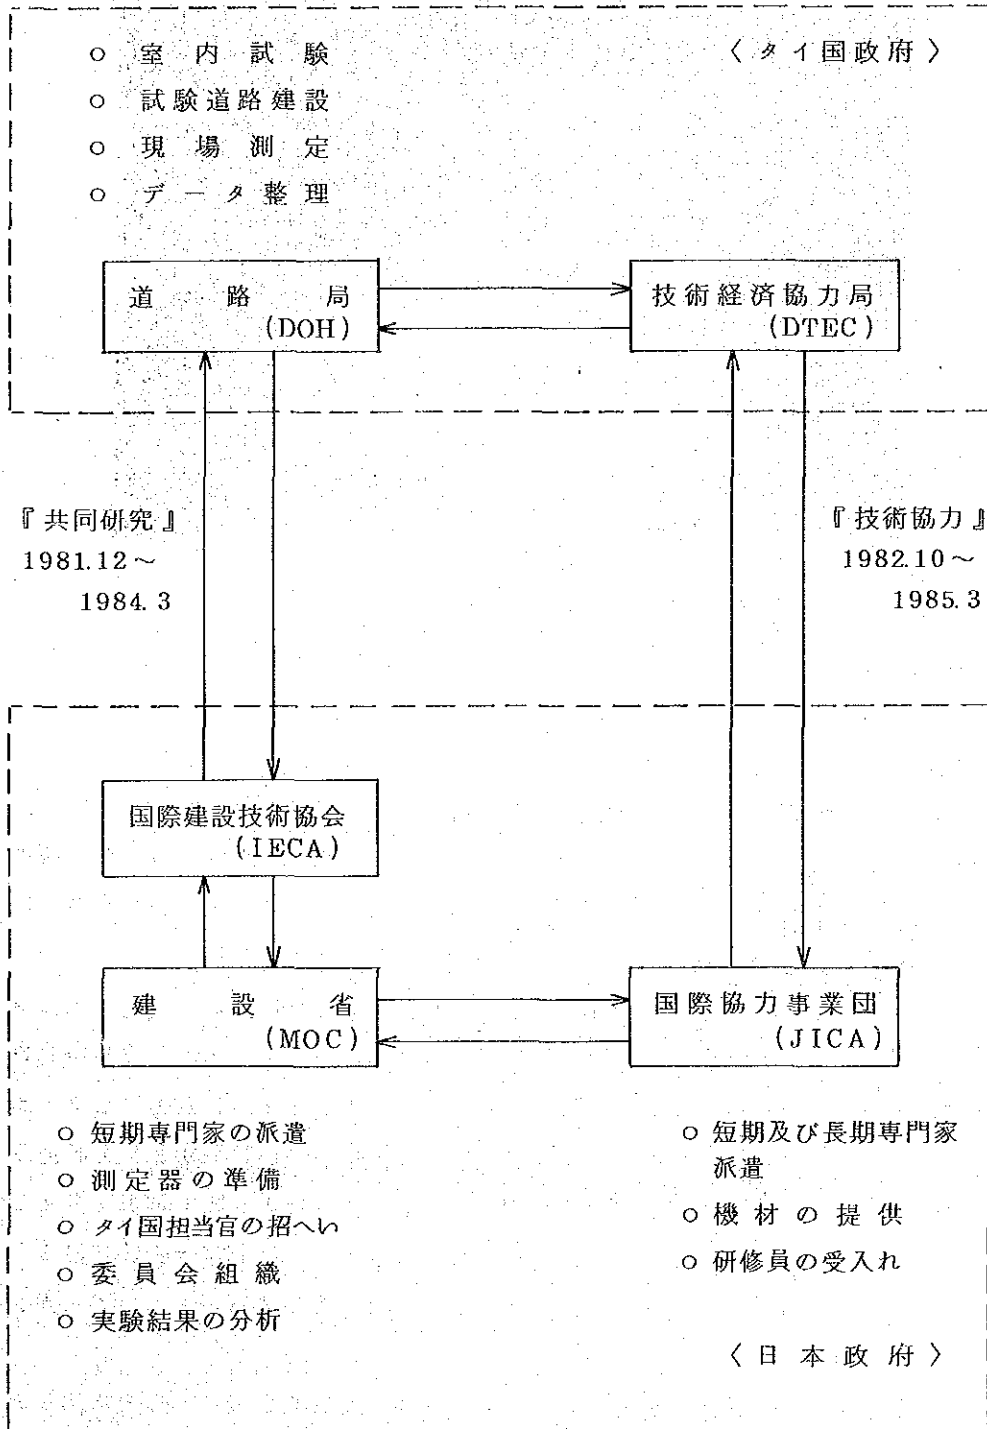 ○ 室内試験
〈タイ国政府〉
○ 試験道路建設
○ 現場測定
○ データ整理
道路局
(DOH)
技術経済協力局
(DTEC)
『共同研究』
1981.12～
1984.3
『技術協力』
1982.10～
1985.3
国際建設技術協会
(IECA)
建設省
(MOC)
国際協力事業団
(JICA)
○ 短期専門家の派遣
○ 測定器の準備
○ タイ国担当官の招へい
○ 委員会組織
○ 実験結果の分析
○ 短期及び長期専門家
派遣
○ 機材の提供
○ 研修員の受入れ
〈日本政府〉